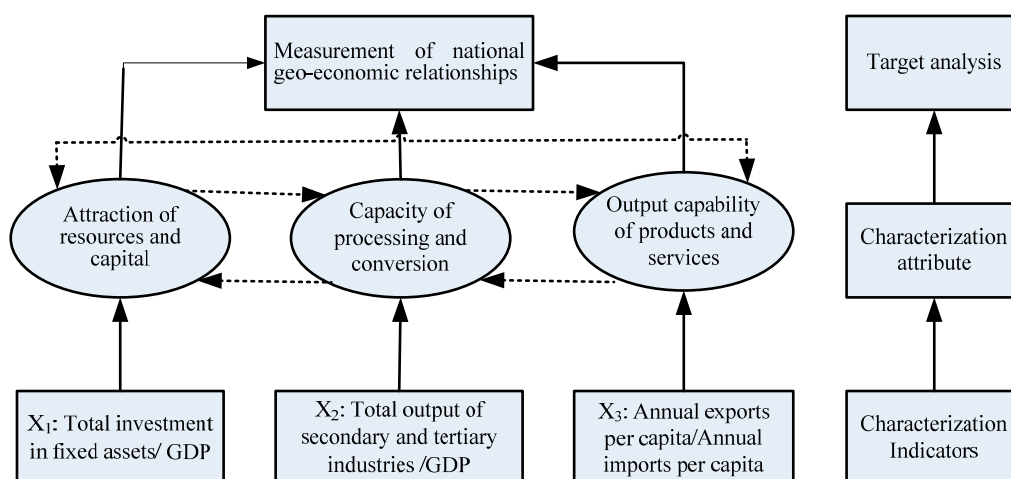 Measurement of national
geo-economic relationships
Target analysis
Attraction of
resources and
capital
Capacity of
processing and
conversion
Output capability
of products and
services
Characterization
attribute
X₁: Total investment
in fixed assets/ GDP
X₂: Total output of
secondary and tertiary
industries /GDP
X₃: Annual exports
per capita/Annual
imports per capita
Characterization
Indicators